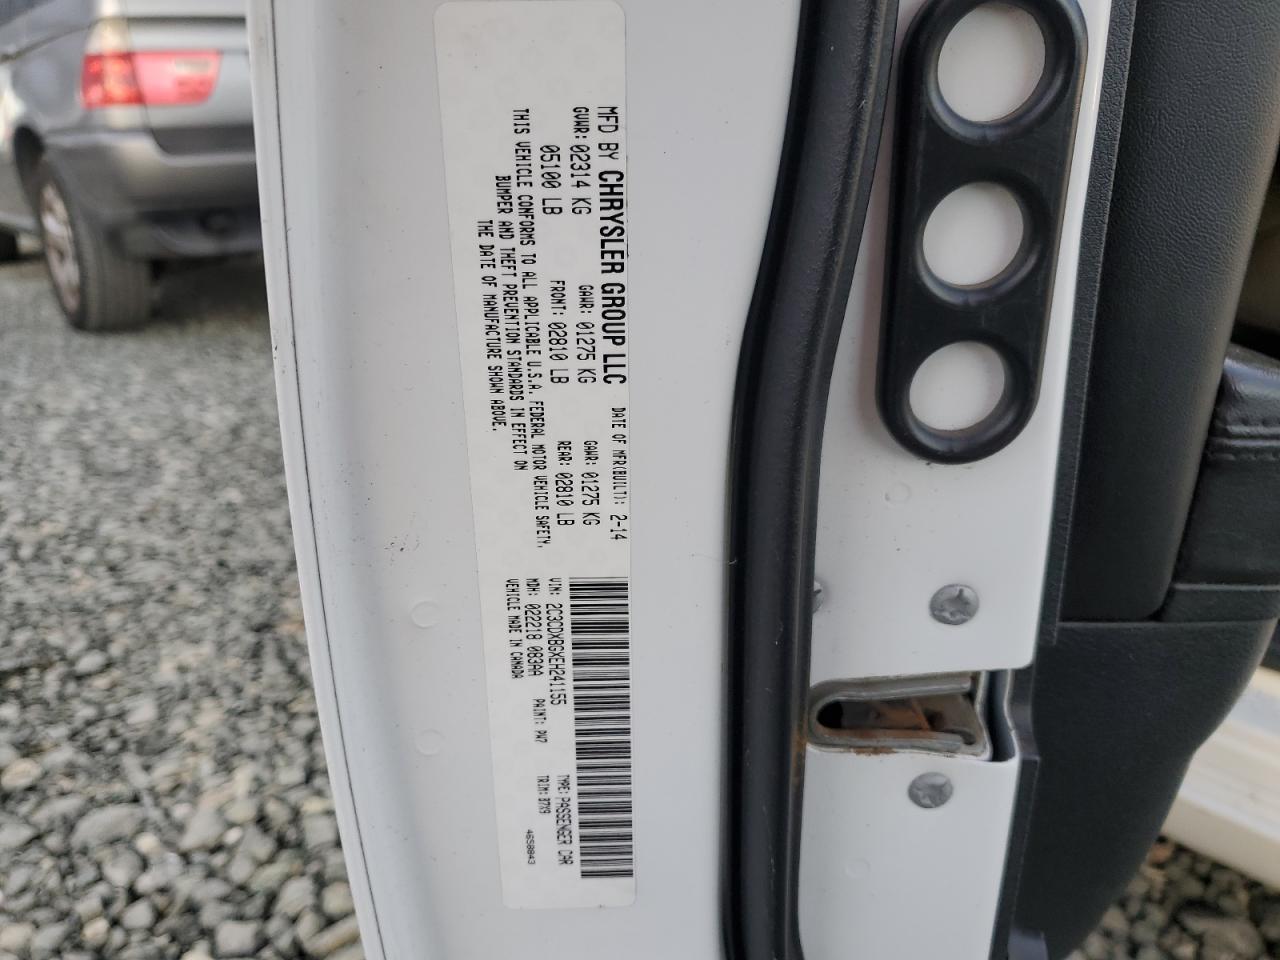 MFD BY CHRYSLER GROUP LLC DATE OF MFR(BUILT): 2-14
GVWR: 02314 KG GAWR: 01275 KG GAWR: 01275 KG
05100 LB FRONT: 02810 LB REAR: 02810 LB
THIS VEHICLE CONFORMS TO ALL APPLICABLE U.S.A. FEDERAL MOTOR VEHICLE SAFETY,
BUMPER AND THEFT PREVENTION STANDARDS IN EFFECT ON
THE DATE OF MANUFACTURE SHOWN ABOVE.
VIN: 2C3CDXBGXEH241155 TYPE: PASSENGER CAR
MDH: 022218 083AA PAINT: PW7 TRIM: B7X9
VEHICLE MADE IN CANADA 4658043